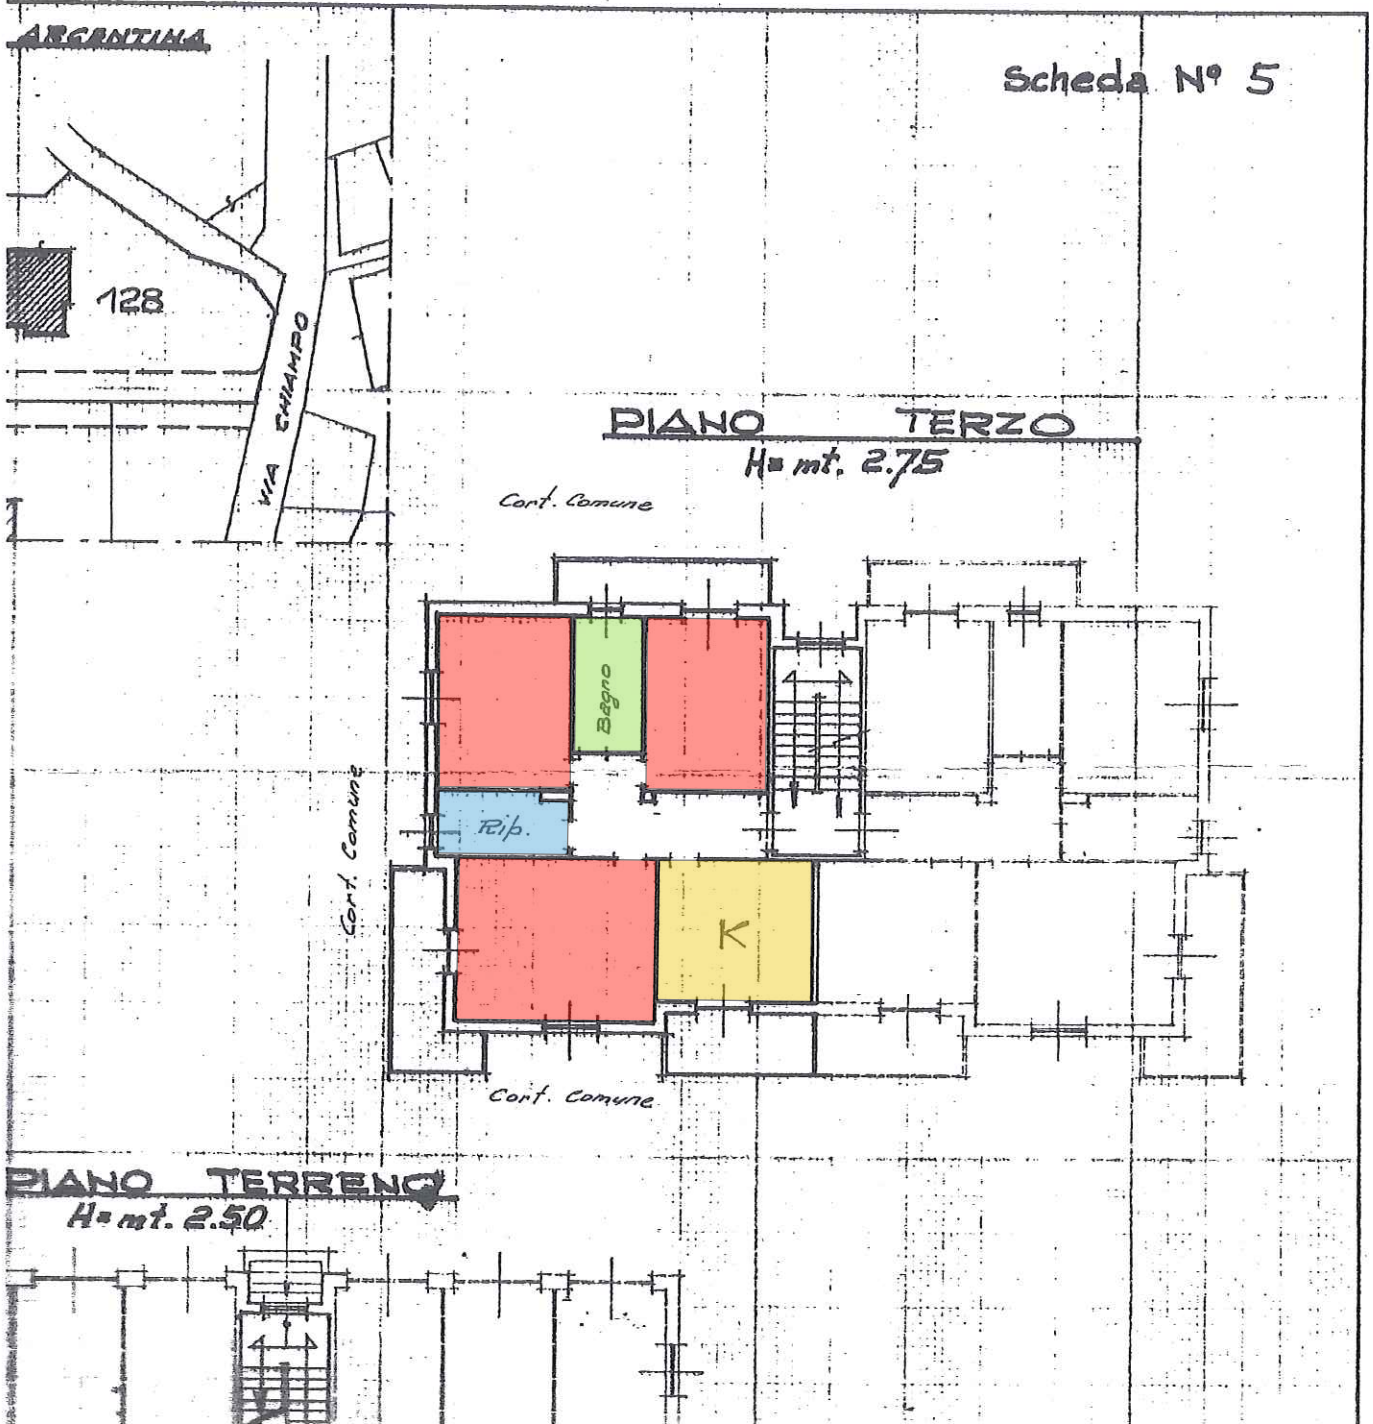 ARGENTINA
Scheda Nº 5
128
VIA CHIAMPO
PIANO TERZO
H= mt. 2.75
Cort. Comune
Bagno
Rip.
Cort. Comune
K
Cort. Comune
PIANO TERRENO
H= mt. 2.50